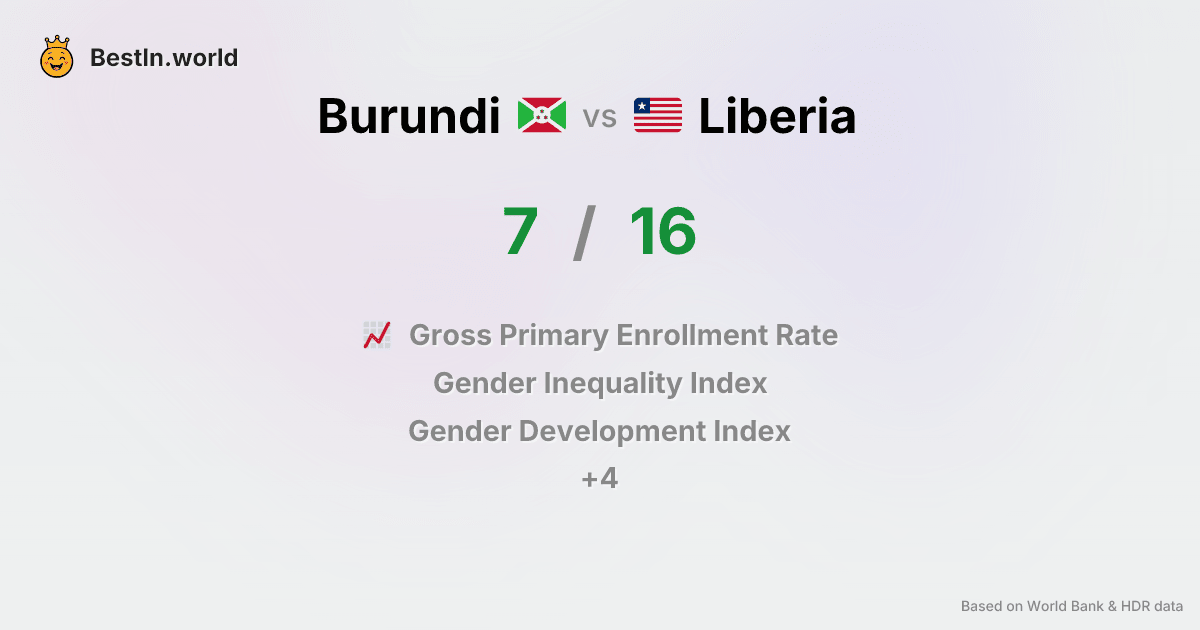 BestIn.world
Burundi vs Liberia
7 / 16
Gross Primary Enrollment Rate
Gender Inequality Index
Gender Development Index
+4
Based on World Bank & HDR data